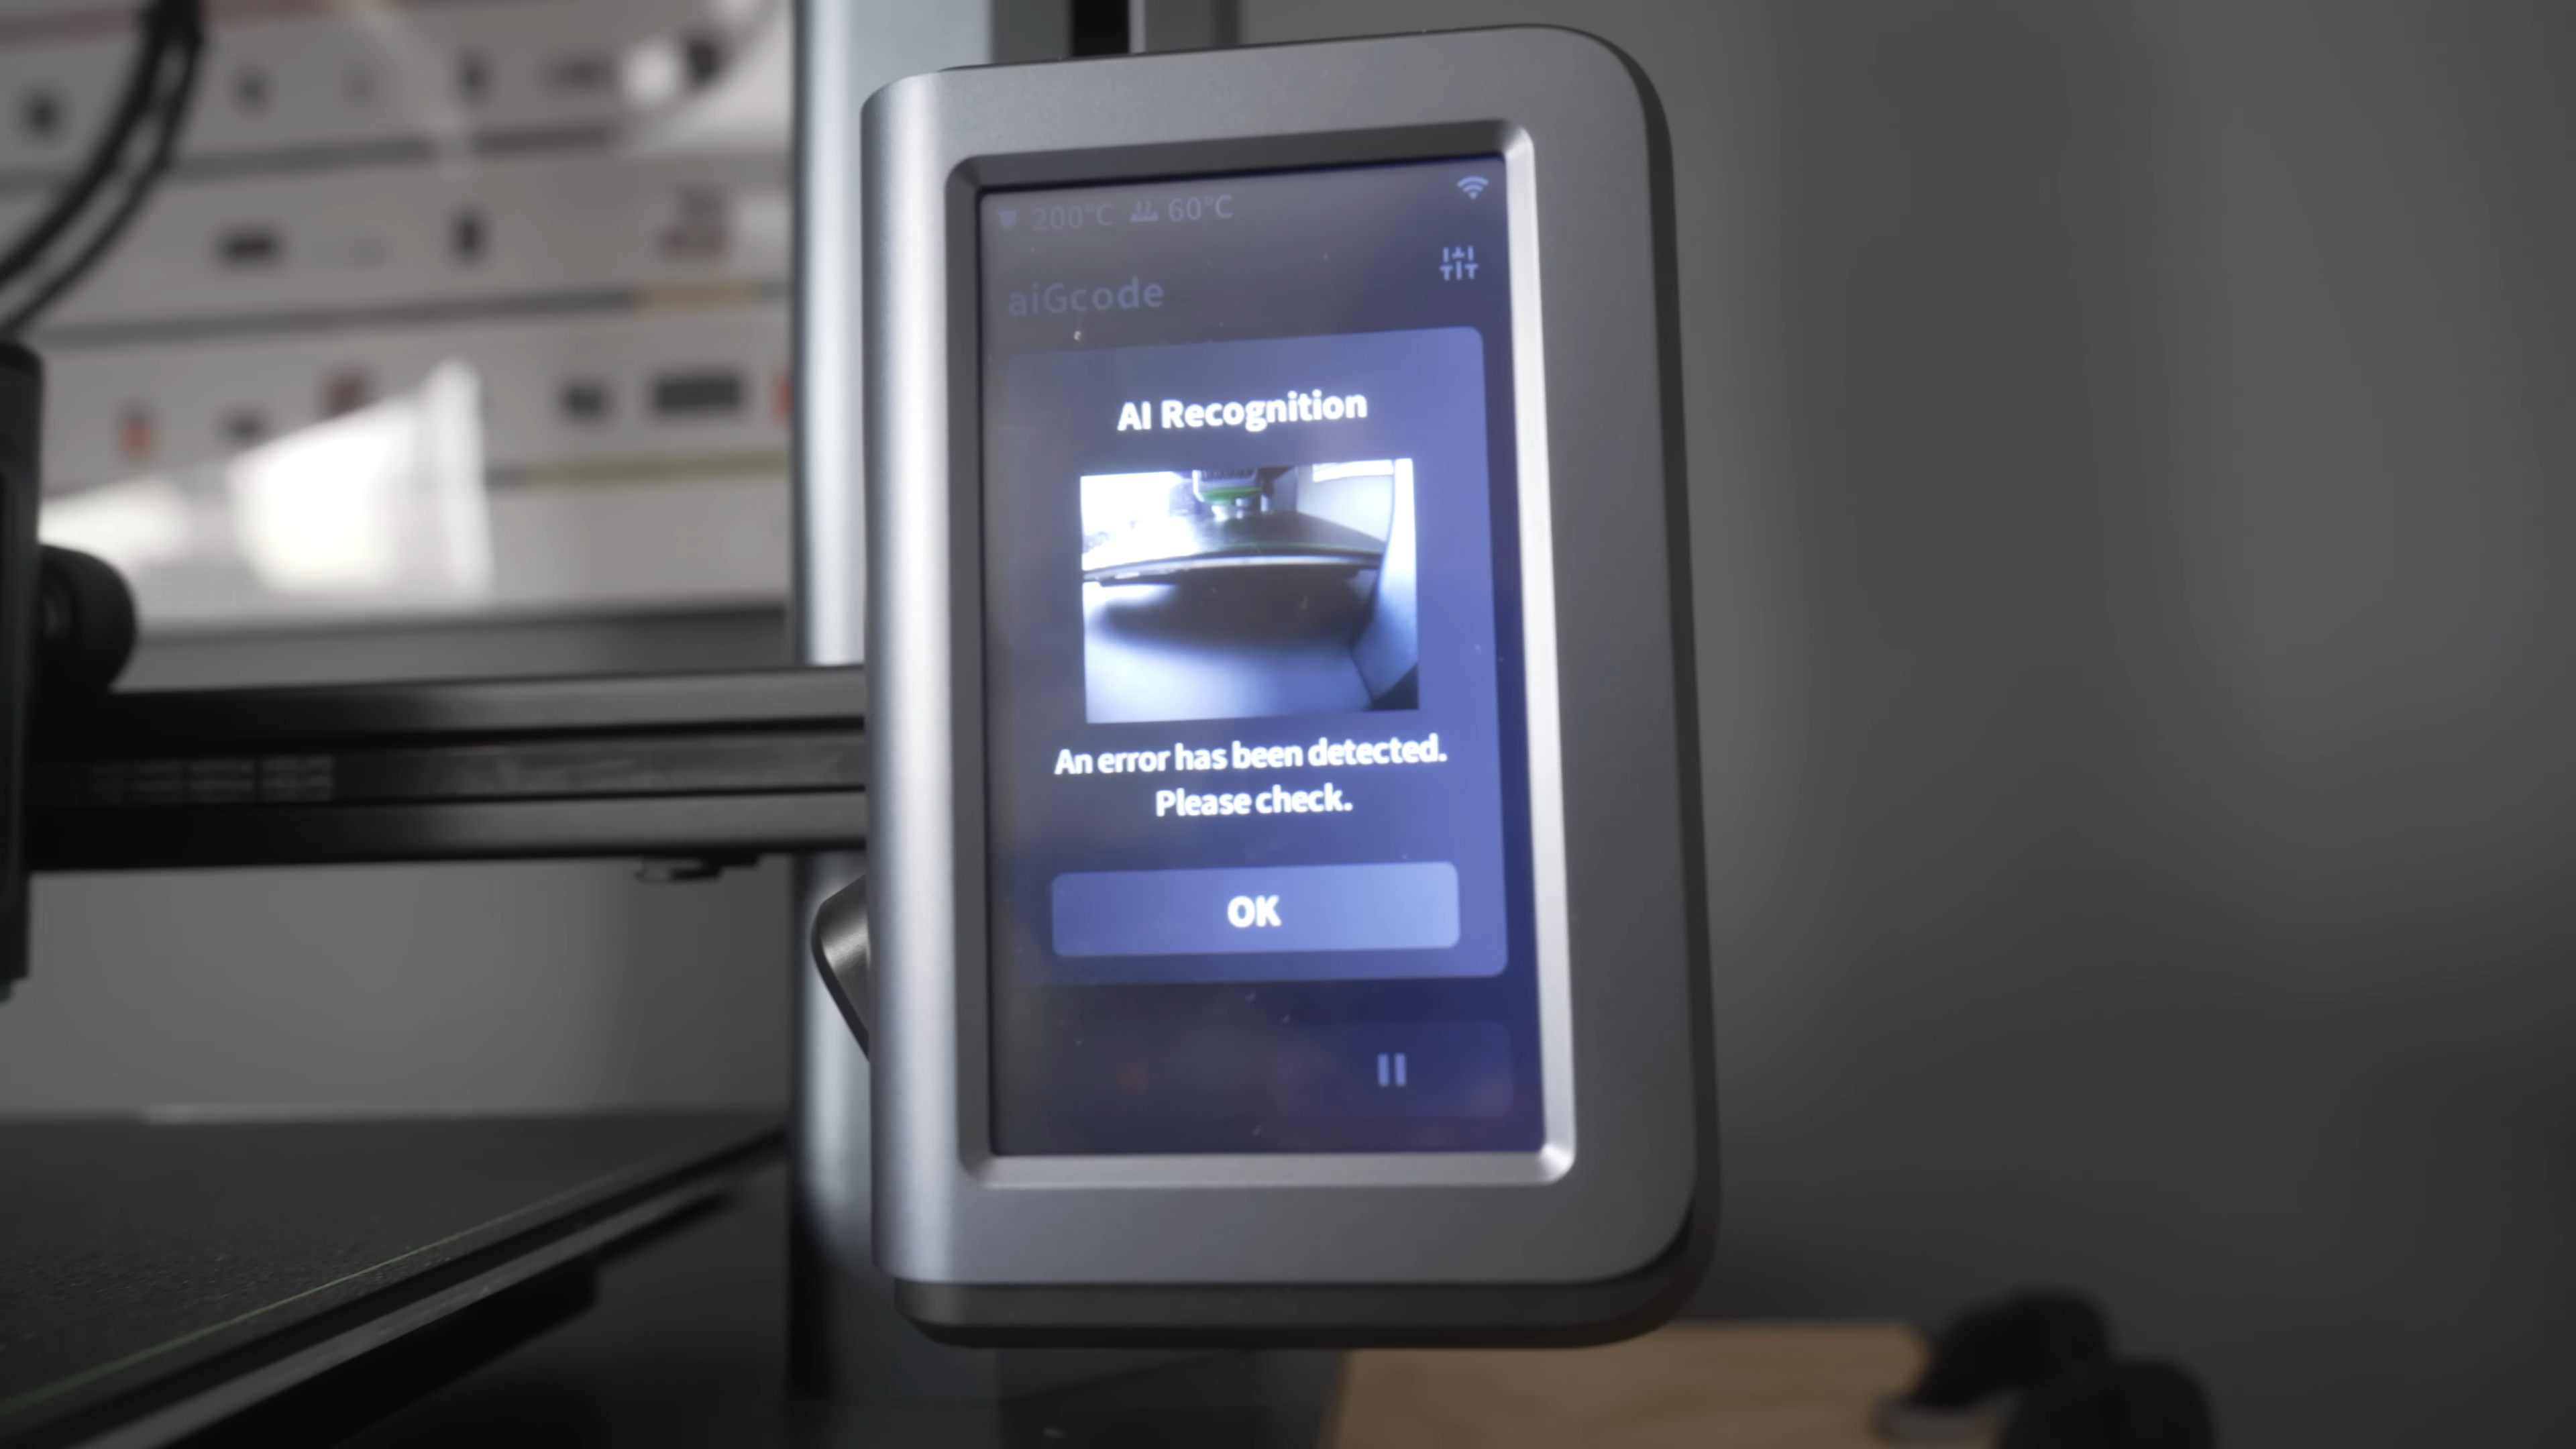 200°C 60°C
aiGcode
AI Recognition
An error has been detected.
Please check.
OK